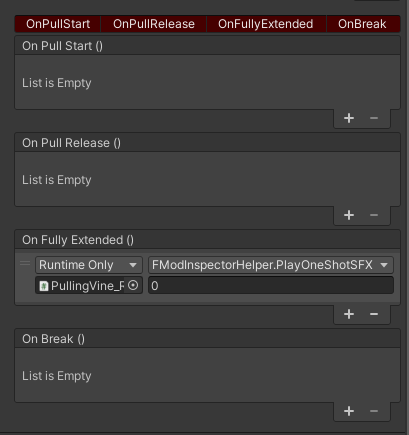 OnPullStart OnPullRelease OnFullyExtended OnBreak
On Pull Start ()
List is Empty
On Pull Release ()
List is Empty
On Fully Extended ()
Runtime Only FModInspectorHelper.PlayOneShotSFX
PullingVine_F 0
On Break ()
List is Empty